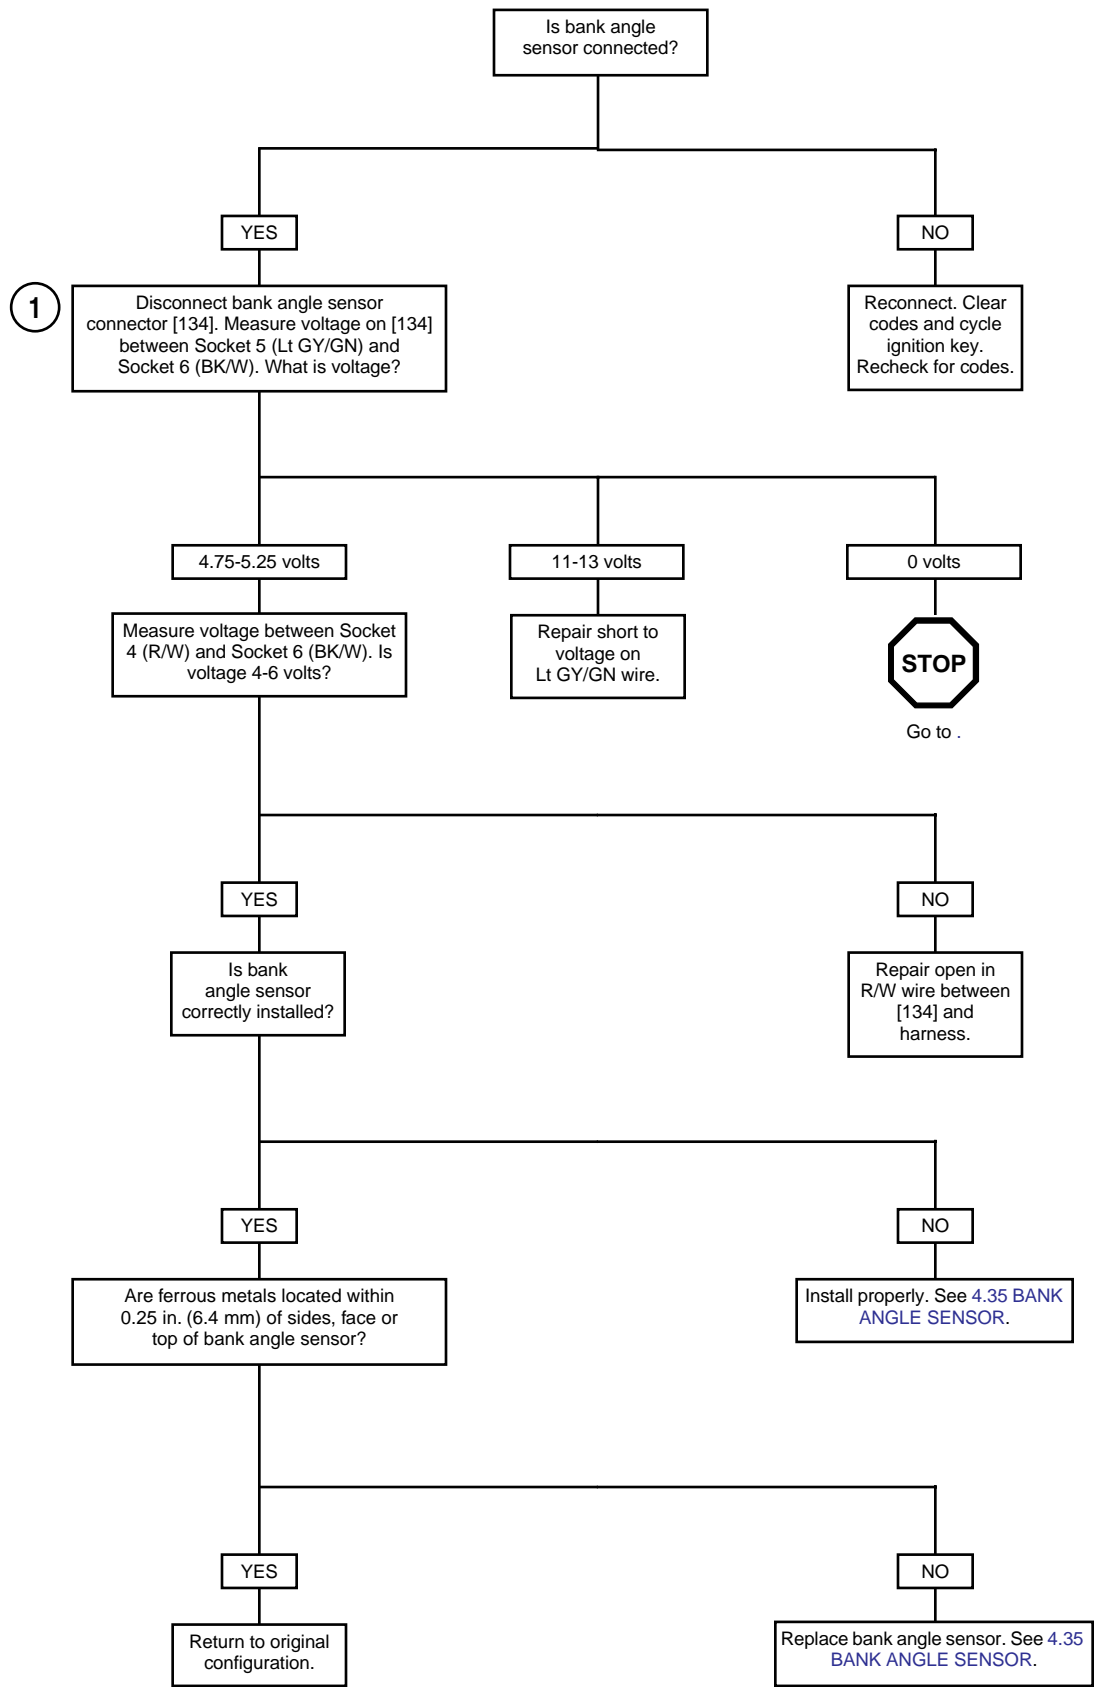 Is bank angle
sensor connected?
YES
NO
1
Disconnect bank angle sensor
connector [134]. Measure voltage on [134]
between Socket 5 (Lt GY/GN) and
Socket 6 (BK/W). What is voltage?
Reconnect. Clear
codes and cycle
ignition key.
Recheck for codes.
4.75-5.25 volts
11-13 volts
0 volts
Measure voltage between Socket
4 (R/W) and Socket 6 (BK/W). Is
voltage 4-6 volts?
Repair short to
voltage on
Lt GY/GN wire.
STOP
Go to .
YES
NO
Is bank
angle sensor
correctly installed?
Repair open in
R/W wire between
[134] and
harness.
YES
NO
Are ferrous metals located within
0.25 in. (6.4 mm) of sides, face or
top of bank angle sensor?
Install properly. See 4.35 BANK
ANGLE SENSOR.
YES
NO
Return to original
configuration.
Replace bank angle sensor. See 4.35
BANK ANGLE SENSOR.